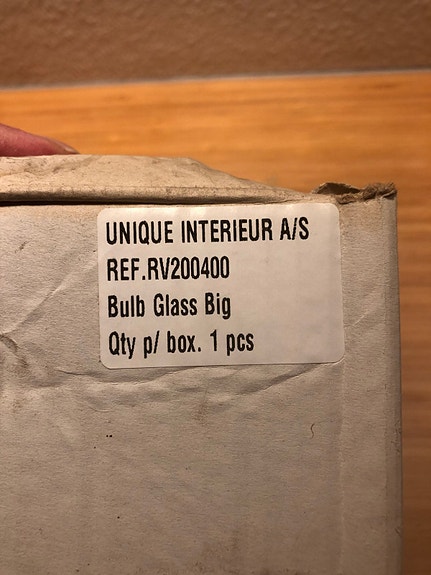 UNIQUE INTERIEUR A/S
REF.RV200400
Bulb Glass Big
Qty p/ box. 1 pcs